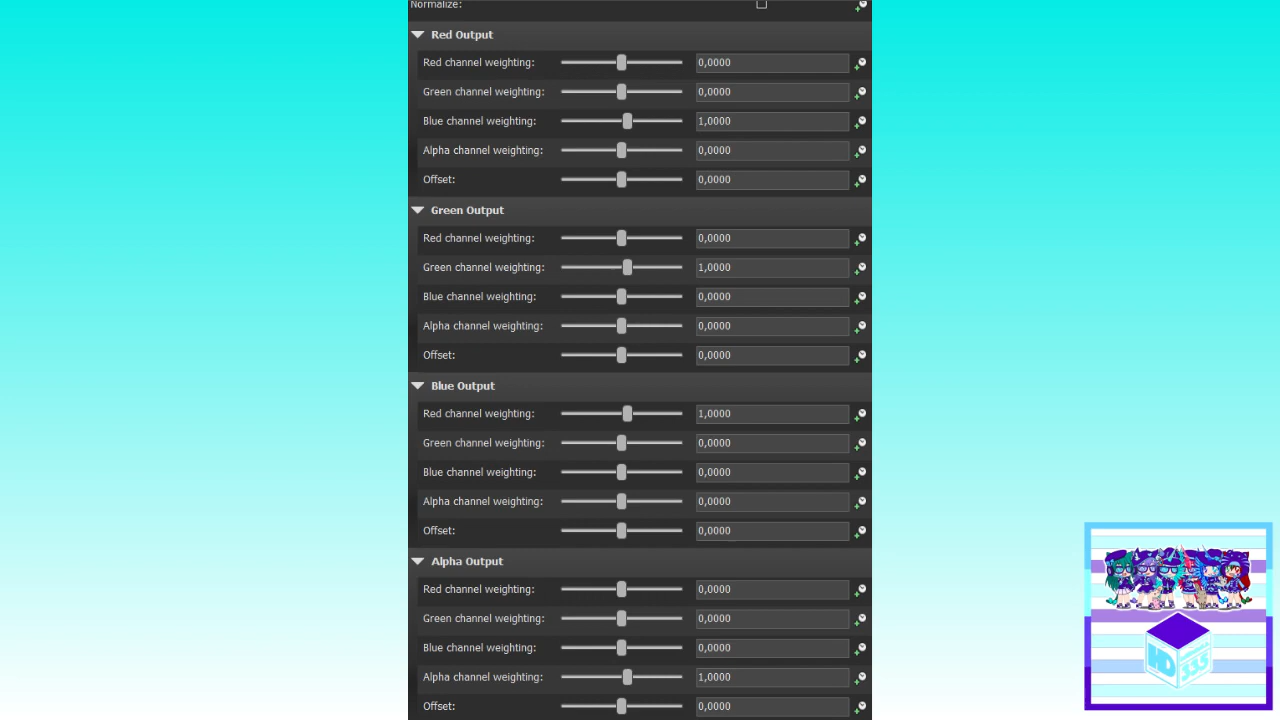 Normalize:
Red Output
Red channel weighting: 0,0000
Green channel weighting: 0,0000
Blue channel weighting: 1,0000
Alpha channel weighting: 0,0000
Offset: 0,0000
Green Output
Red channel weighting: 0,0000
Green channel weighting: 1,0000
Blue channel weighting: 0,0000
Alpha channel weighting: 0,0000
Offset: 0,0000
Blue Output
Red channel weighting: 1,0000
Green channel weighting: 0,0000
Blue channel weighting: 0,0000
Alpha channel weighting: 0,0000
Offset: 0,0000
Alpha Output
Red channel weighting: 0,0000
Green channel weighting: 0,0000
Blue channel weighting: 0,0000
Alpha channel weighting: 1,0000
Offset: 0,0000
HD
335